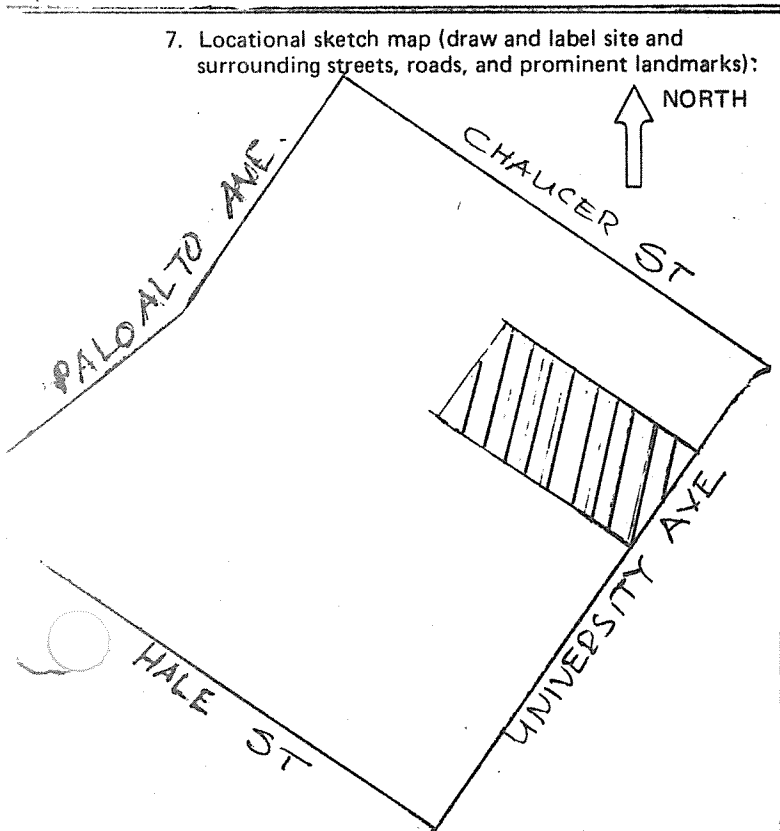 7. Locational sketch map (draw and label site and
surrounding streets, roads, and prominent landmarks):
NORTH
CHAUCER ST
PALO ALTO AVE.
UNIVERSITY AVE
HALE ST